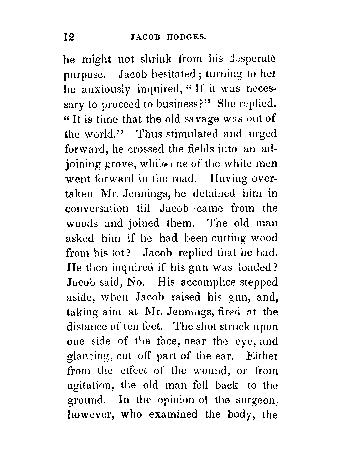 12 JACOB HODGES.
he might not shrink from his desperate
purpose. Jacob hesitated; turning to her
he anxiously inquired, "If it was neces-
sary to proceed to business?" She replied.
"It is time that the old savage was out of
the world." Thus stimulated and urged
forward, he crossed the fields into an ad-
joining grove, while one of the white men
went forward in the road. Having over-
taken Mr. Jennings, he detained him in
conversation till Jacob came from the
woods and joined them. The old man
asked him if he had been cutting wood
from his lot? Jacob replied that he had.
He then inquired if his gun was loaded?
Jacob said, No. His accomplice stepped
aside, when Jacob raised his gun, and,
taking aim at Mr. Jennings, fired at the
distance of ten feet. The shot struck upon
one side of the face, near the eye, and
glancing, cut off part of the ear. Either
from the effect of the wound, or from
agitation, the old man fell back to the
ground. In the opinion of the surgeon,
however, who examined the body, the